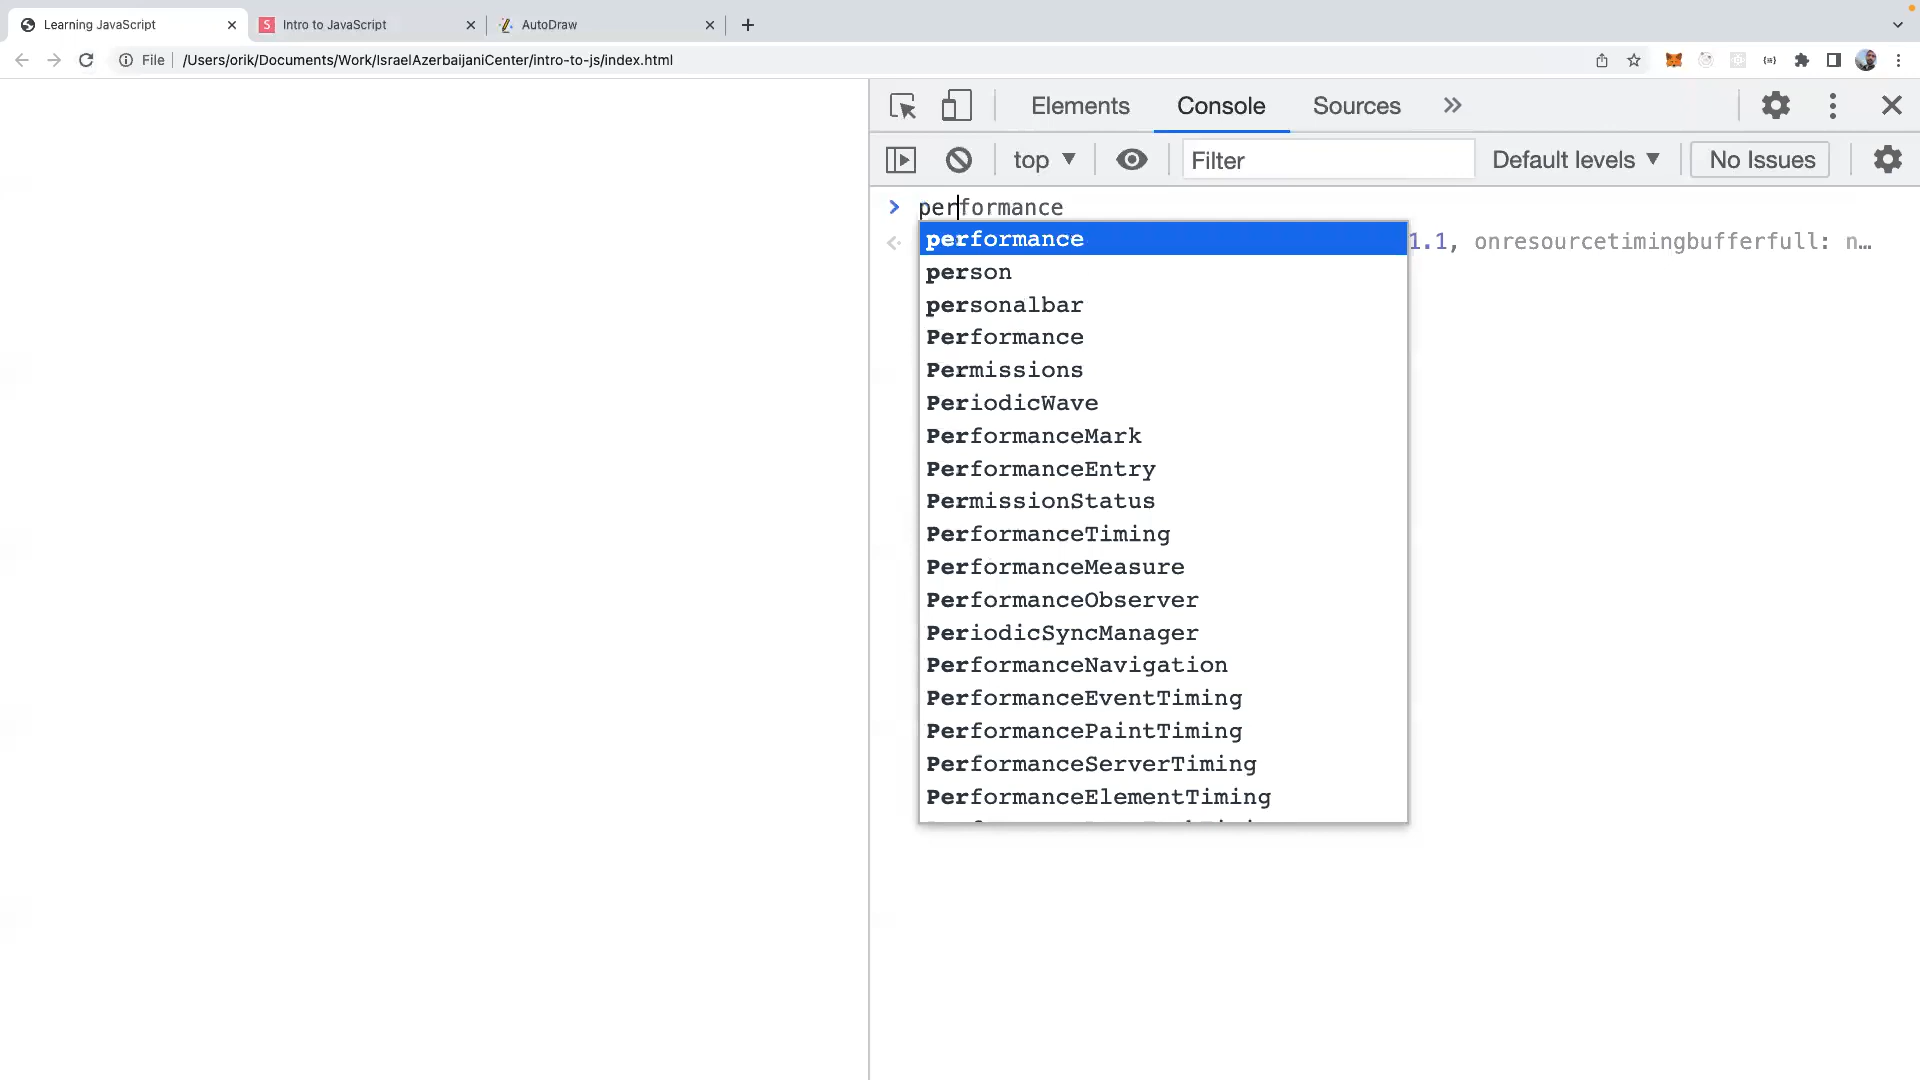 Learning JavaScript
S Intro to JavaScript
AutoDraw
File /Users/orik/Documents/Work/IsraelAzerbaijaniCenter/intro-to-js/index.html
Elements Console Sources
top Filter Default levels No Issues
performance
1.1, onresourcetimingbufferfull: n…
performance
person
personalbar
Performance
Permissions
PeriodicWave
PerformanceMark
PerformanceEntry
PermissionStatus
PerformanceTiming
PerformanceMeasure
PerformanceObserver
PeriodicSyncManager
PerformanceNavigation
PerformanceEventTiming
PerformancePaintTiming
PerformanceServerTiming
PerformanceElementTiming